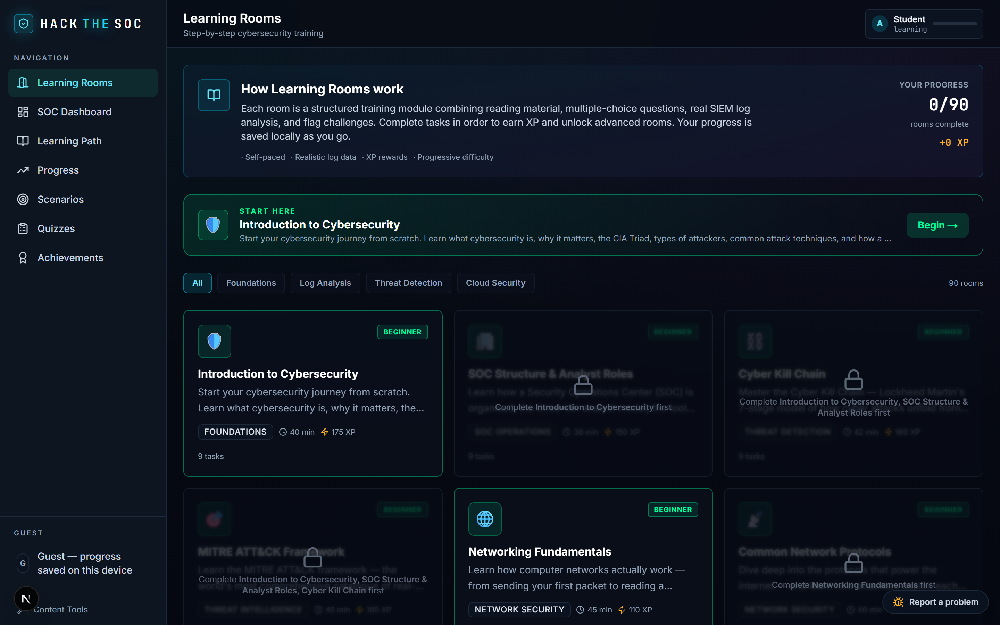 HACK THE SOC
NAVIGATION
Learning Rooms
SOC Dashboard
Learning Path
Progress
Scenarios
Quizzes
Achievements
GUEST
G
Guest — progress
saved on this device
N
Content Tools
Learning Rooms
Step-by-step cybersecurity training
A
Student
learning
How Learning Rooms work
Each room is a structured training module combining reading material, multiple-choice questions, real SIEM log
analysis, and flag challenges. Complete tasks in order to earn XP and unlock advanced rooms. Your progress is
saved locally as you go.
· Self-paced · Realistic log data · XP rewards · Progressive difficulty
YOUR PROGRESS
0/90
rooms complete
+0 XP
START HERE
Introduction to Cybersecurity
Start your cybersecurity journey from scratch. Learn what cybersecurity is, why it matters, the CIA Triad, types of attackers, common attack techniques, and how a ...
Begin →
All
Foundations
Log Analysis
Threat Detection
Cloud Security
90 rooms
BEGINNER
Introduction to Cybersecurity
Start your cybersecurity journey from scratch.
Learn what cybersecurity is, why it matters, the...
FOUNDATIONS 40 min 175 XP
9 tasks
BEGINNER
SOC Structure & Analyst Roles
Learn how a Security Operations Center (SOC) is
Complete Introduction to Cybersecurity first
SOC OPERATIONS 38 min 150 XP
9 tasks
BEGINNER
Cyber Kill Chain
Master the Cyber Kill Chain — Lockheed Martin's
7-stage model of how cyber attacks unfold from...
Complete Introduction to Cybersecurity, SOC Structure &
Analyst Roles first
THREAT DETECTION 42 min 160 XP
9 tasks
BEGINNER
MITRE ATT&CK Framework
Learn the MITRE ATT&CK framework — the
world's most comprehensive catalogue of real-...
Complete Introduction to Cybersecurity, SOC Structure &
Analyst Roles, Cyber Kill Chain first
THREAT INTELLIGENCE 45 min 185 XP
BEGINNER
Networking Fundamentals
Learn how computer networks actually work —
from sending your first packet to reading a...
NETWORK SECURITY 45 min 110 XP
BEGINNER
Common Network Protocols
Dive deep into the protocols that power the
Complete Networking Fundamentals first
NETWORK SECURITY 40 min
Report a problem